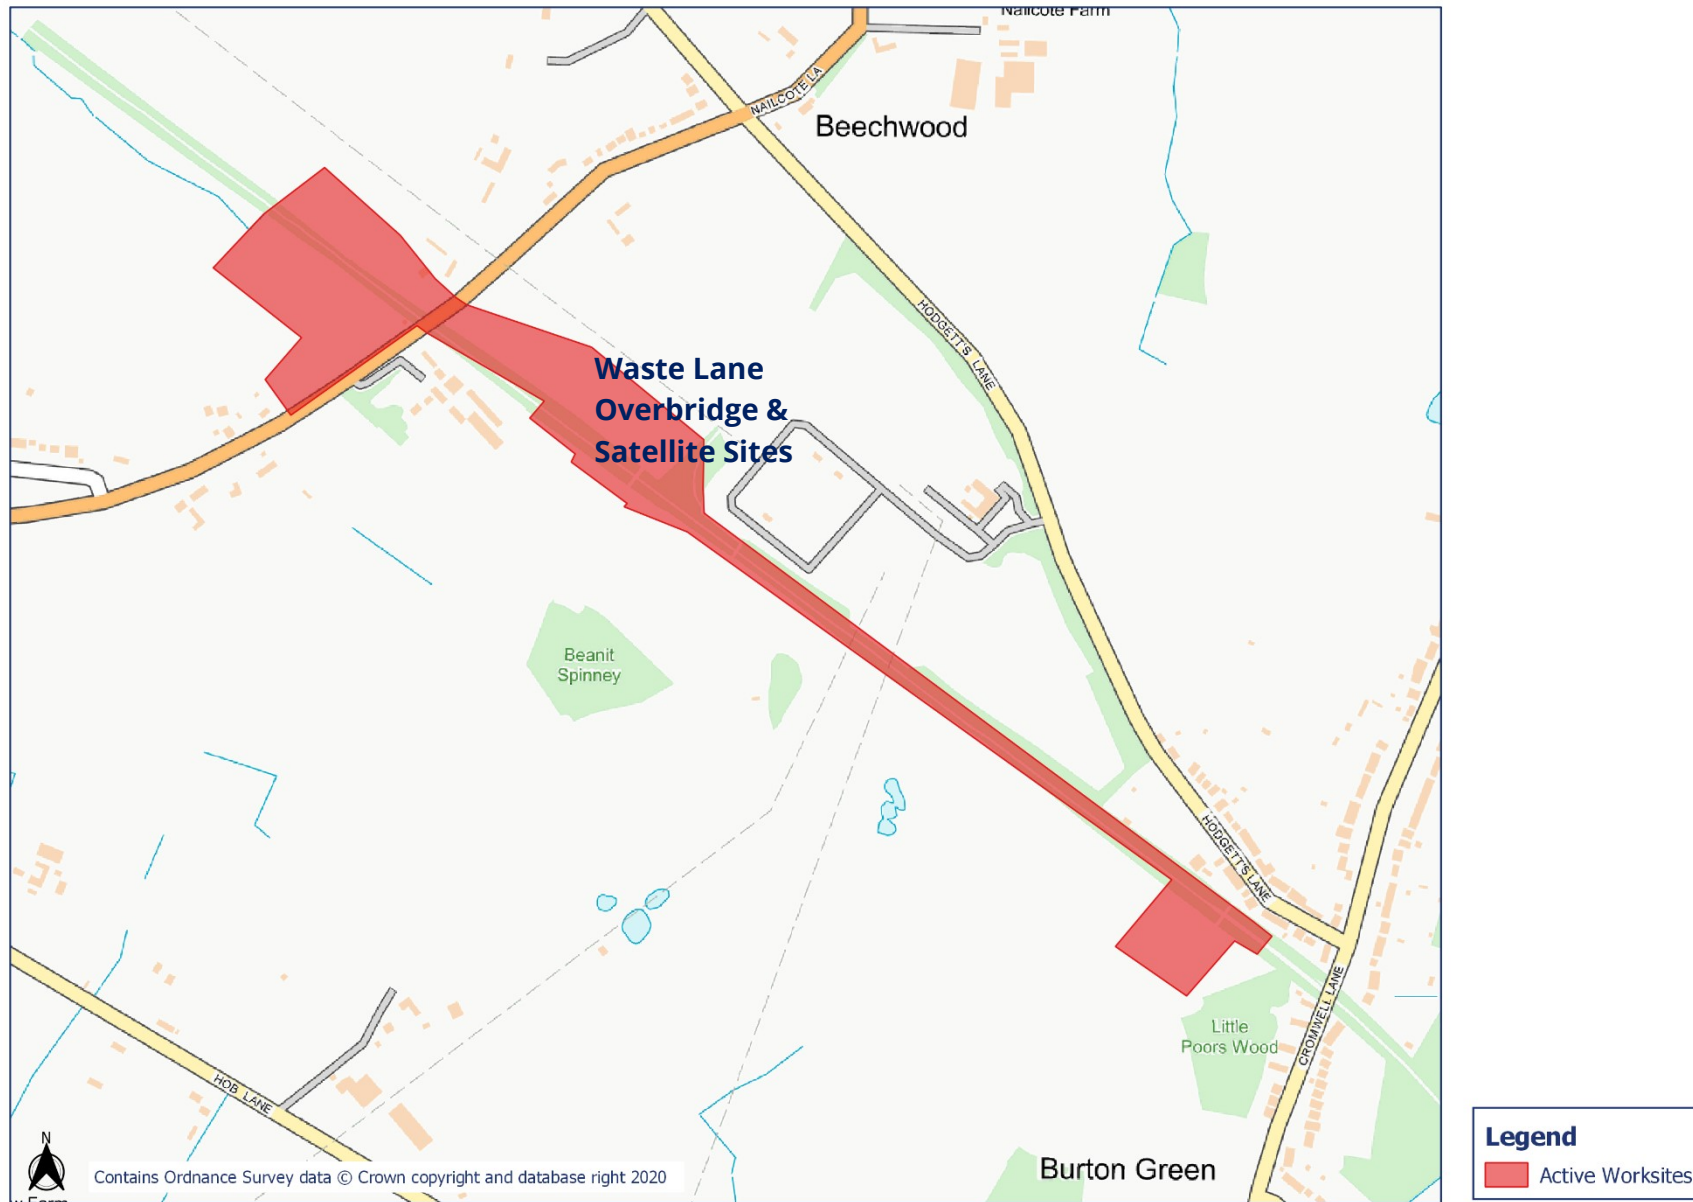 Nailcote Farm
NAILCOTE LA
Beechwood
HODGETT'S LANE
Waste Lane
Overbridge &
Satellite Sites
Beanit
Spinney
HODGETT'S LANE
Little
Poors Wood
CROMWELL LANE
HOB LANE
Burton Green
N
Contains Ordnance Survey data © Crown copyright and database right 2020
w Farm
Legend
Active Worksites